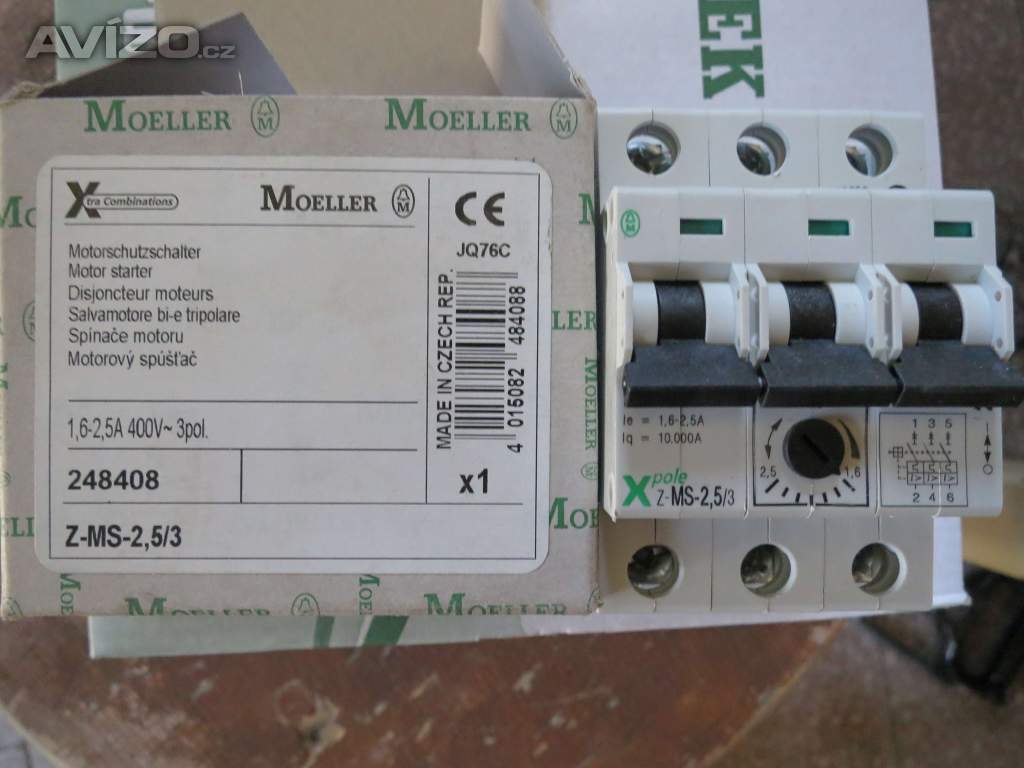 AVÍZO.cz
EK
MOELLER MOELLER
Xtra Combinations
MOELLER
CE
JQ76C
Motorschutzschalter
Motor starter
Disjoncteur moteurs
Salvamotore bi-e tripolare
Spínače motoru
Motorový spúšťač
MADE IN CZECH REP.
4 015082 484088
1,6-2,5A 400V~ 3pol.
248408
x1
Z-MS-2,5/3
MOELLER
MOELLER
MOELLER
Ie = 1,6-2,5A
Iq = 10.000A
Xpole
Z-MS-2,5/3
2,5 1,6
1 3 5
2 4 6